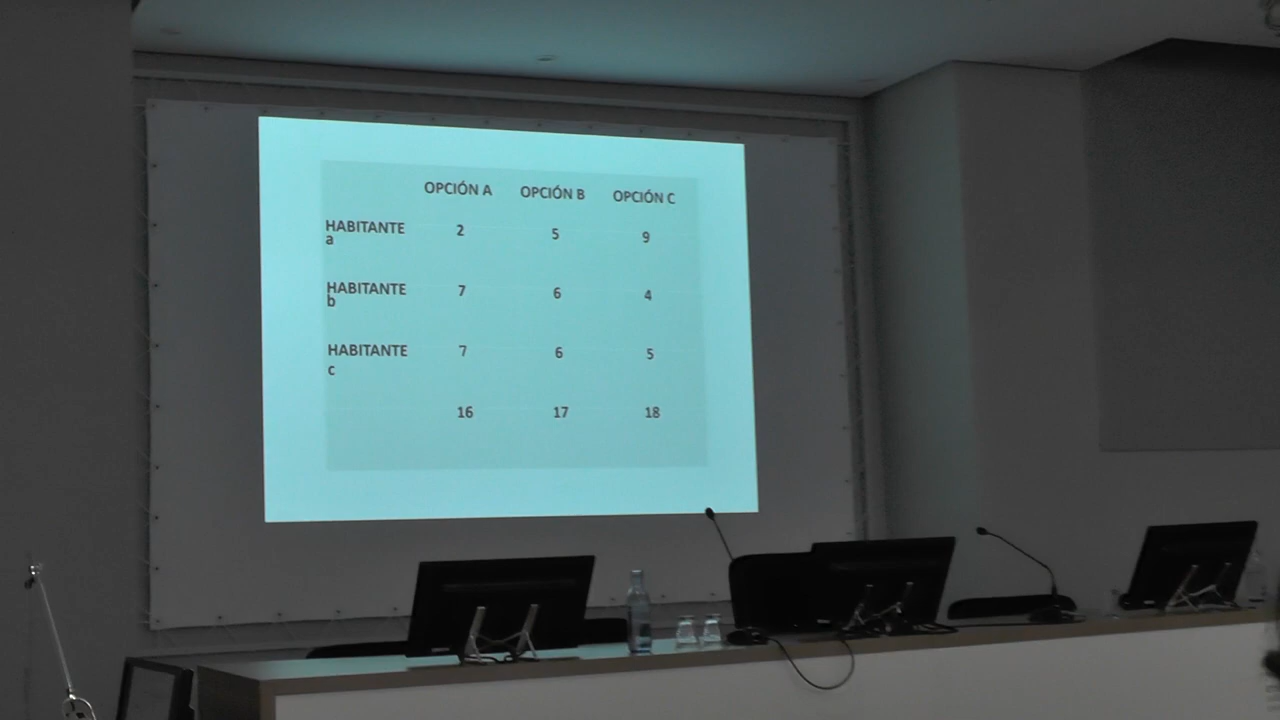 OPCIÓN A OPCIÓN B OPCIÓN C
HABITANTE 2 5 9
a
HABITANTE 7 6 4
b
HABITANTE 7 6 5
c
16 17 18